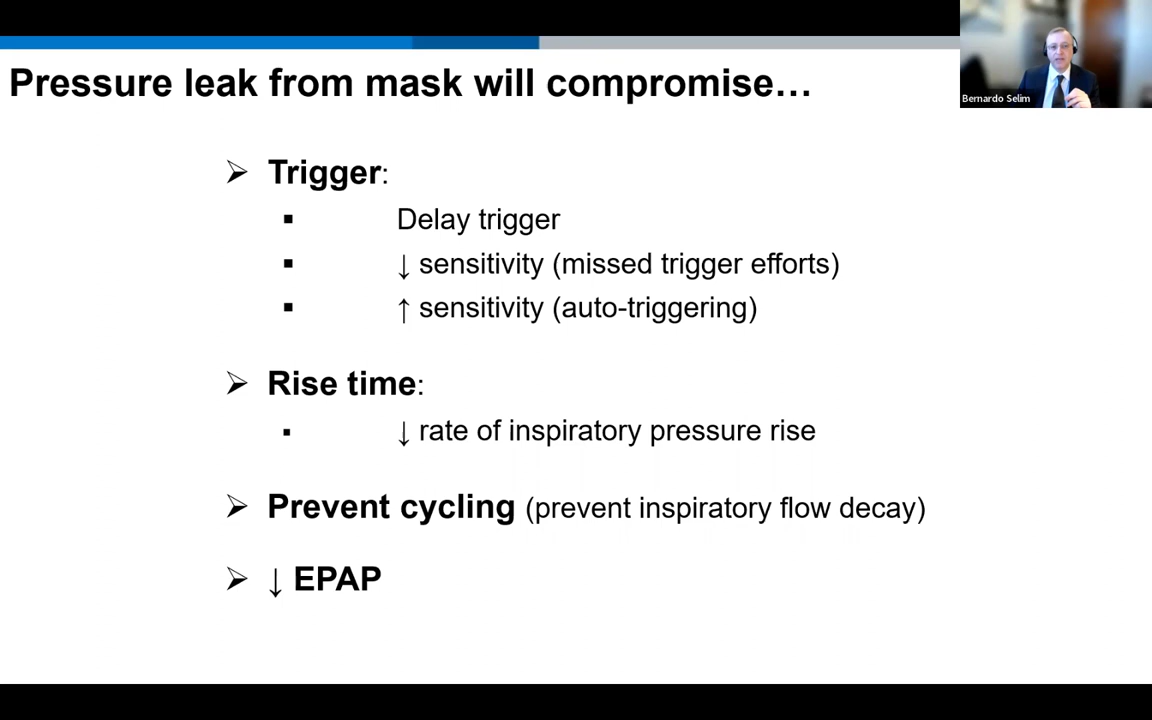 Pressure leak from mask will compromise…
Bernardo Selim
➢ Trigger:
▪ Delay trigger
▪ ↓ sensitivity (missed trigger efforts)
▪ ↑ sensitivity (auto-triggering)
➢ Rise time:
▪ ↓ rate of inspiratory pressure rise
➢ Prevent cycling (prevent inspiratory flow decay)
➢ ↓ EPAP